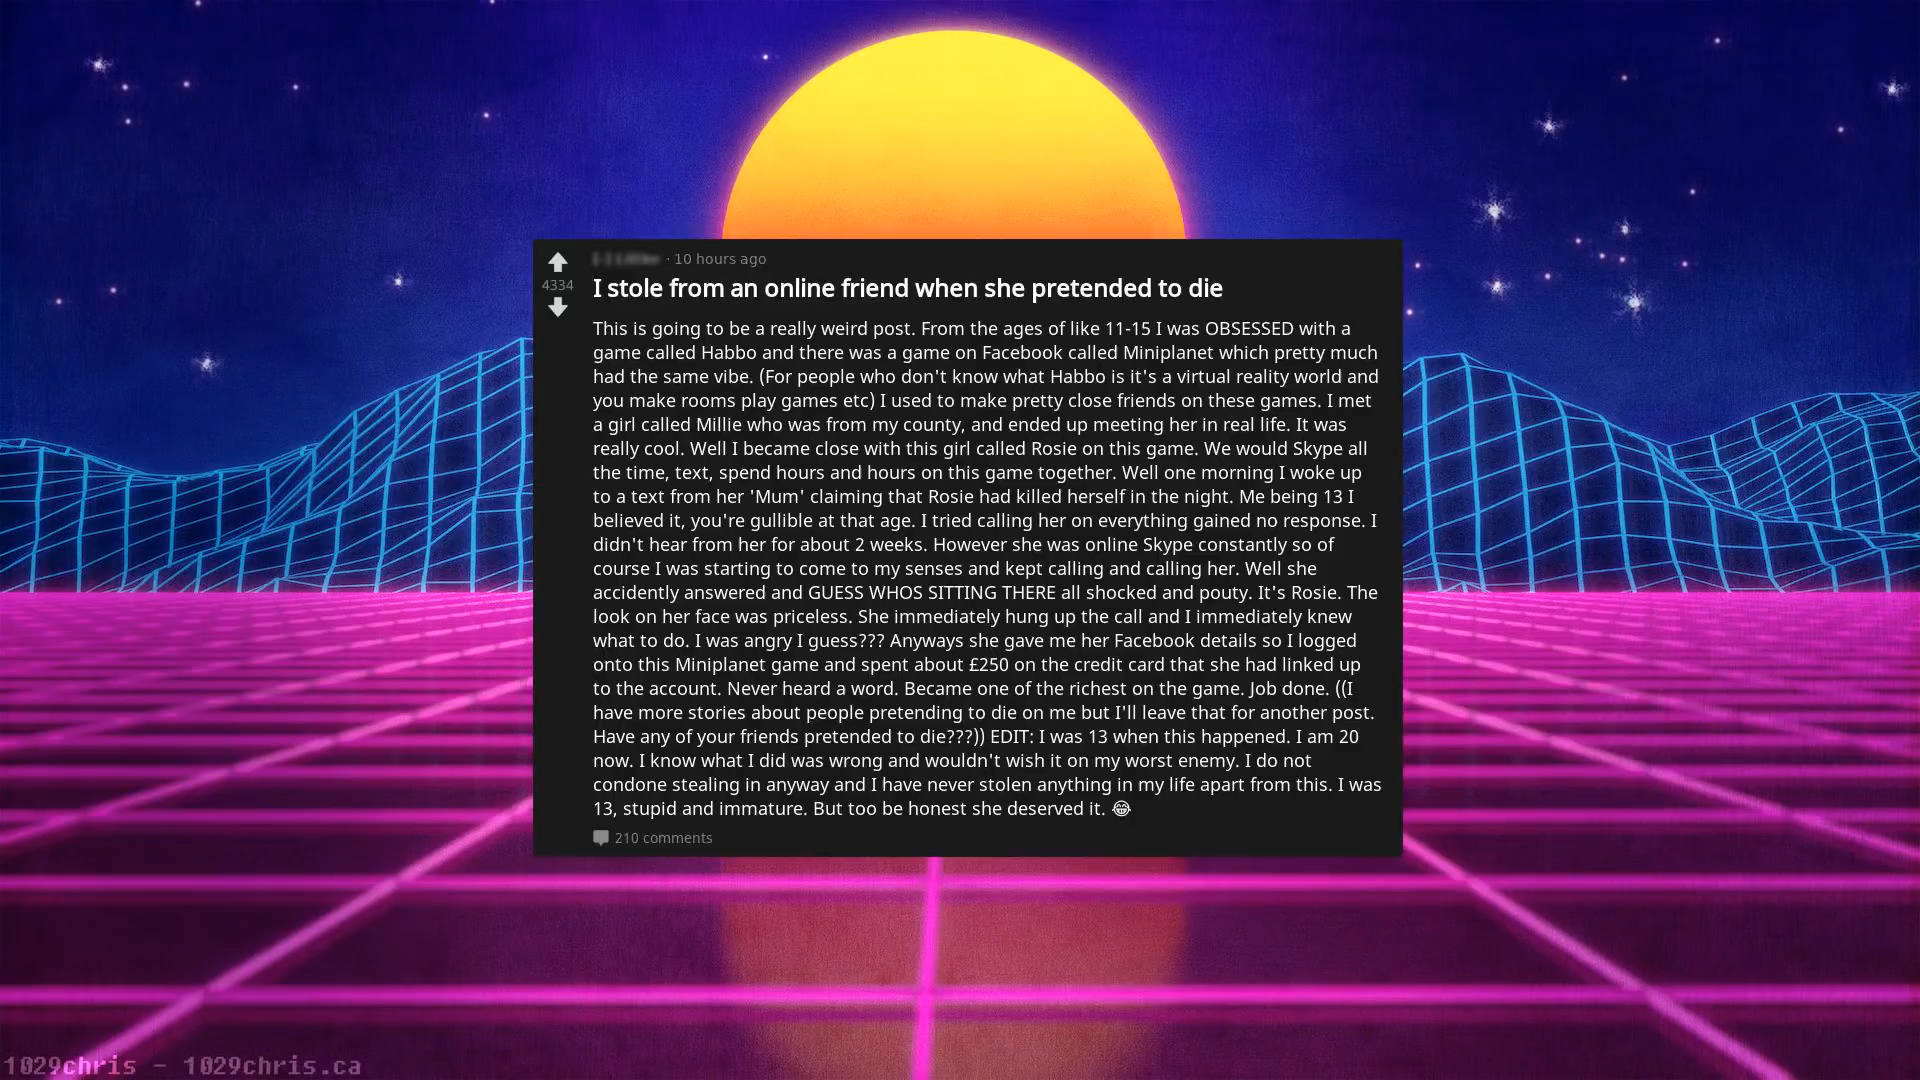 · 10 hours ago
4334
I stole from an online friend when she pretended to die
This is going to be a really weird post. From the ages of like 11-15 I was OBSESSED with a
game called Habbo and there was a game on Facebook called Miniplanet which pretty much
had the same vibe. (For people who don't know what Habbo is it's a virtual reality world and
you make rooms play games etc) I used to make pretty close friends on these games. I met
a girl called Millie who was from my county, and ended up meeting her in real life. It was
really cool. Well I became close with this girl called Rosie on this game. We would Skype all
the time, text, spend hours and hours on this game together. Well one morning I woke up
to a text from her 'Mum' claiming that Rosie had killed herself in the night. Me being 13 I
believed it, you're gullible at that age. I tried calling her on everything gained no response. I
didn't hear from her for about 2 weeks. However she was online Skype constantly so of
course I was starting to come to my senses and kept calling and calling her. Well she
accidently answered and GUESS WHOS SITTING THERE all shocked and pouty. It's Rosie. The
look on her face was priceless. She immediately hung up the call and I immediately knew
what to do. I was angry I guess??? Anyways she gave me her Facebook details so I logged
onto this Miniplanet game and spent about £250 on the credit card that she had linked up
to the account. Never heard a word. Became one of the richest on the game. Job done. ((I
have more stories about people pretending to die on me but I'll leave that for another post.
Have any of your friends pretended to die???)) EDIT: I was 13 when this happened. I am 20
now. I know what I did was wrong and wouldn't wish it on my worst enemy. I do not
condone stealing in anyway and I have never stolen anything in my life apart from this. I was
13, stupid and immature. But too be honest she deserved it. 😂
210 comments
1029chris - 1029chris.ca